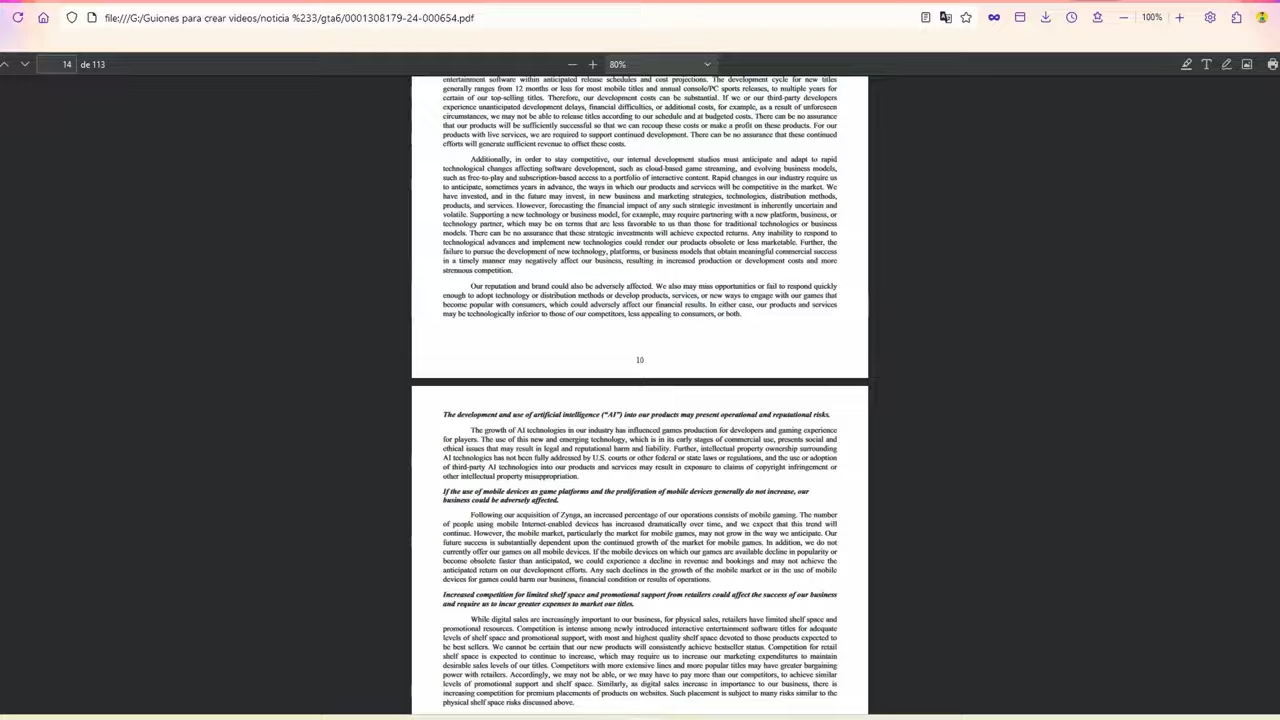 file:///G:/Guiones para crear videos/noticia %233/gta6/0001308179-24-000654.pdf
100%
14 de 113
80%
entertainment software within anticipated release schedules and cost projections. The development cycle for new titles
generally ranges from 12 months or less for most mobile titles and annual console/PC sports releases, to multiple years for
certain of our top-selling titles. Therefore, our development costs can be substantial. If we or our third-party developers
experience unanticipated development delays, financial difficulties, or additional costs, for example, as a result of unforeseen
circumstances, we may not be able to release titles according to our schedule and at budgeted costs. There can be no assurance
that our products will be sufficiently successful so that we can recoup these costs or make a profit on these products. For our
products with live services, we are required to support continued development. There can be no assurance that these continued
efforts will generate sufficient revenue to offset these costs.
Additionally, in order to stay competitive, our internal development studios must anticipate and adapt to rapid
technological changes affecting software development, such as cloud-based game streaming, and evolving business models,
such as free-to-play and subscription-based access to a portfolio of interactive content. Rapid changes in our industry require us
to anticipate, sometimes years in advance, the ways in which our products and services will be competitive in the market. We
have invested, and in the future may invest, in new business and marketing strategies, technologies, distribution methods,
products, and services. However, forecasting the financial impact of any such strategic investment is inherently uncertain and
volatile. Supporting a new technology or business model, for example, may require partnering with a new platform, business, or
technology partner, which may be on terms that are less favorable to us than those for traditional technologies or business
models. There can be no assurance that these strategic investments will achieve expected returns. Any inability to respond to
technological advances and implement new technologies could render our products obsolete or less marketable. Further, the
failure to pursue the development of new technology, platforms, or business models that obtain meaningful commercial success
in a timely manner may negatively affect our business, resulting in increased production or development costs and more
strenuous competition.
Our reputation and brand could also be adversely affected. We also may miss opportunities or fail to respond quickly
enough to adopt technology or distribution methods or develop products, services, or new ways to engage with our games that
become popular with consumers, which could adversely affect our financial results. In either case, our products and services
may be technologically inferior to those of our competitors, less appealing to consumers, or both.
10
The development and use of artificial intelligence (“AI”) into our products may present operational and reputational risks.
The growth of AI technologies in our industry has influenced games production for developers and gaming experience
for players. The use of this new and emerging technology, which is in its early stages of commercial use, presents social and
ethical issues that may result in legal and reputational harm and liability. Further, intellectual property ownership surrounding
AI technologies has not been fully addressed by U.S. courts or other federal or state laws or regulations, and the use or adoption
of third-party AI technologies into our products and services may result in exposure to claims of copyright infringement or
other intellectual property misappropriation.
If the use of mobile devices as game platforms and the proliferation of mobile devices generally do not increase, our
business could be adversely affected.
Following our acquisition of Zynga, an increased percentage of our operations consists of mobile gaming. The number
of people using mobile Internet-enabled devices has increased dramatically over time, and we expect that this trend will
continue. However, the mobile market, particularly the market for mobile games, may not grow in the way we anticipate. Our
future success is substantially dependent upon the continued growth of the market for mobile games. In addition, we do not
currently offer our games on all mobile devices. If the mobile devices on which our games are available decline in popularity or
become obsolete faster than anticipated, we could experience a decline in revenue and bookings and may not achieve the
anticipated return on our development efforts. Any such declines in the growth of the mobile market or in the use of mobile
devices for games could harm our business, financial condition or results of operations.
Increased competition for limited shelf space and promotional support from retailers could affect the success of our business
and require us to incur greater expenses to market our titles.
While digital sales are increasingly important to our business, for physical sales, retailers have limited shelf space and
promotional resources. Competition is intense among newly introduced interactive entertainment software titles for adequate
levels of shelf space and promotional support, with most and highest quality shelf space devoted to those products expected to
be best sellers. We cannot be certain that our new products will consistently achieve bestseller status. Competition for retail
shelf space is expected to continue to increase, which may require us to increase our marketing expenditures to maintain
desirable sales levels of our titles. Competitors with more extensive lines and more popular titles may have greater bargaining
power with retailers. Accordingly, we may not be able, or we may have to pay more than our competitors, to achieve similar
levels of promotional support and shelf space. Similarly, as digital sales increase in importance to our business, there is
increasing competition for premium placements of products on websites. Such placement is subject to many risks similar to the
physical shelf space risks discussed above.